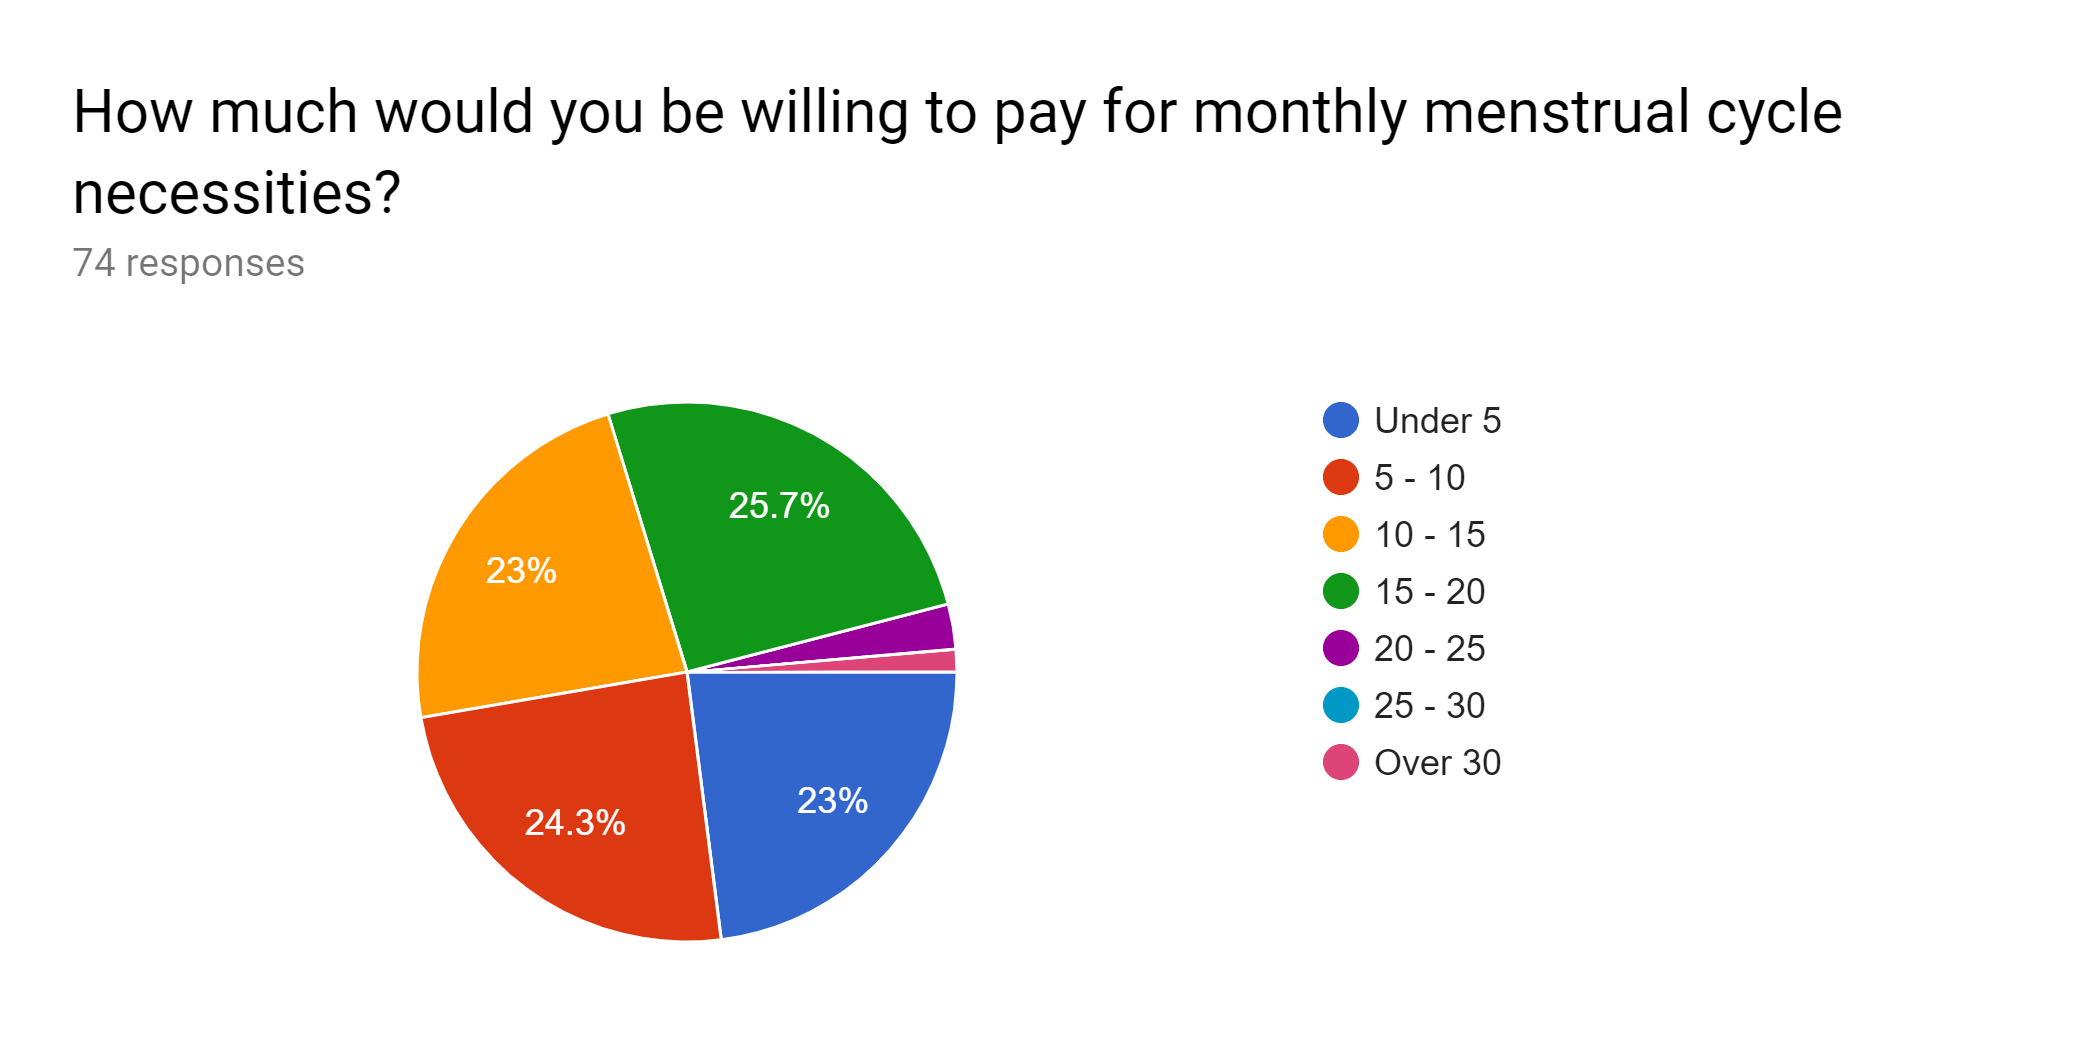 How much would you be willing to pay for monthly menstrual cycle
necessities?
74 responses
25.7%
23%
24.3%
23%
Under 5
5 - 10
10 - 15
15 - 20
20 - 25
25 - 30
Over 30